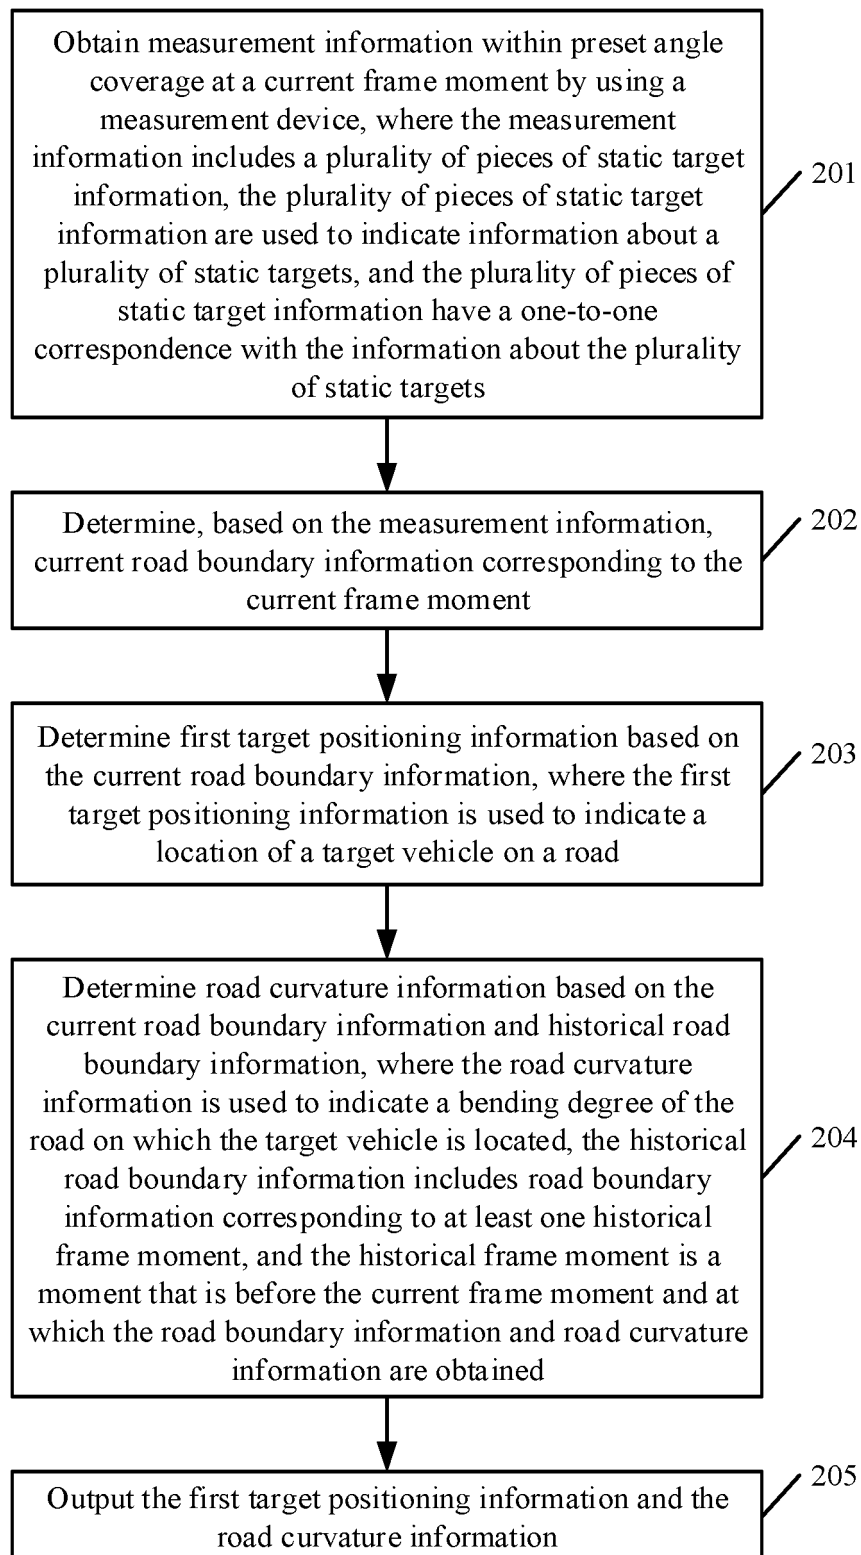 Obtain measurement information within preset angle
coverage at a current frame moment by using a
measurement device, where the measurement
information includes a plurality of pieces of static target
information, the plurality of pieces of static target
information are used to indicate information about a
plurality of static targets, and the plurality of pieces of
static target information have a one-to-one
correspondence with the information about the plurality
of static targets
201
Determine, based on the measurement information,
current road boundary information corresponding to the
current frame moment
202
Determine first target positioning information based on
the current road boundary information, where the first
target positioning information is used to indicate a
location of a target vehicle on a road
203
Determine road curvature information based on the
current road boundary information and historical road
boundary information, where the road curvature
information is used to indicate a bending degree of the
road on which the target vehicle is located, the historical
road boundary information includes road boundary
information corresponding to at least one historical
frame moment, and the historical frame moment is a
moment that is before the current frame moment and at
which the road boundary information and road curvature
information are obtained
204
Output the first target positioning information and the
road curvature information
205